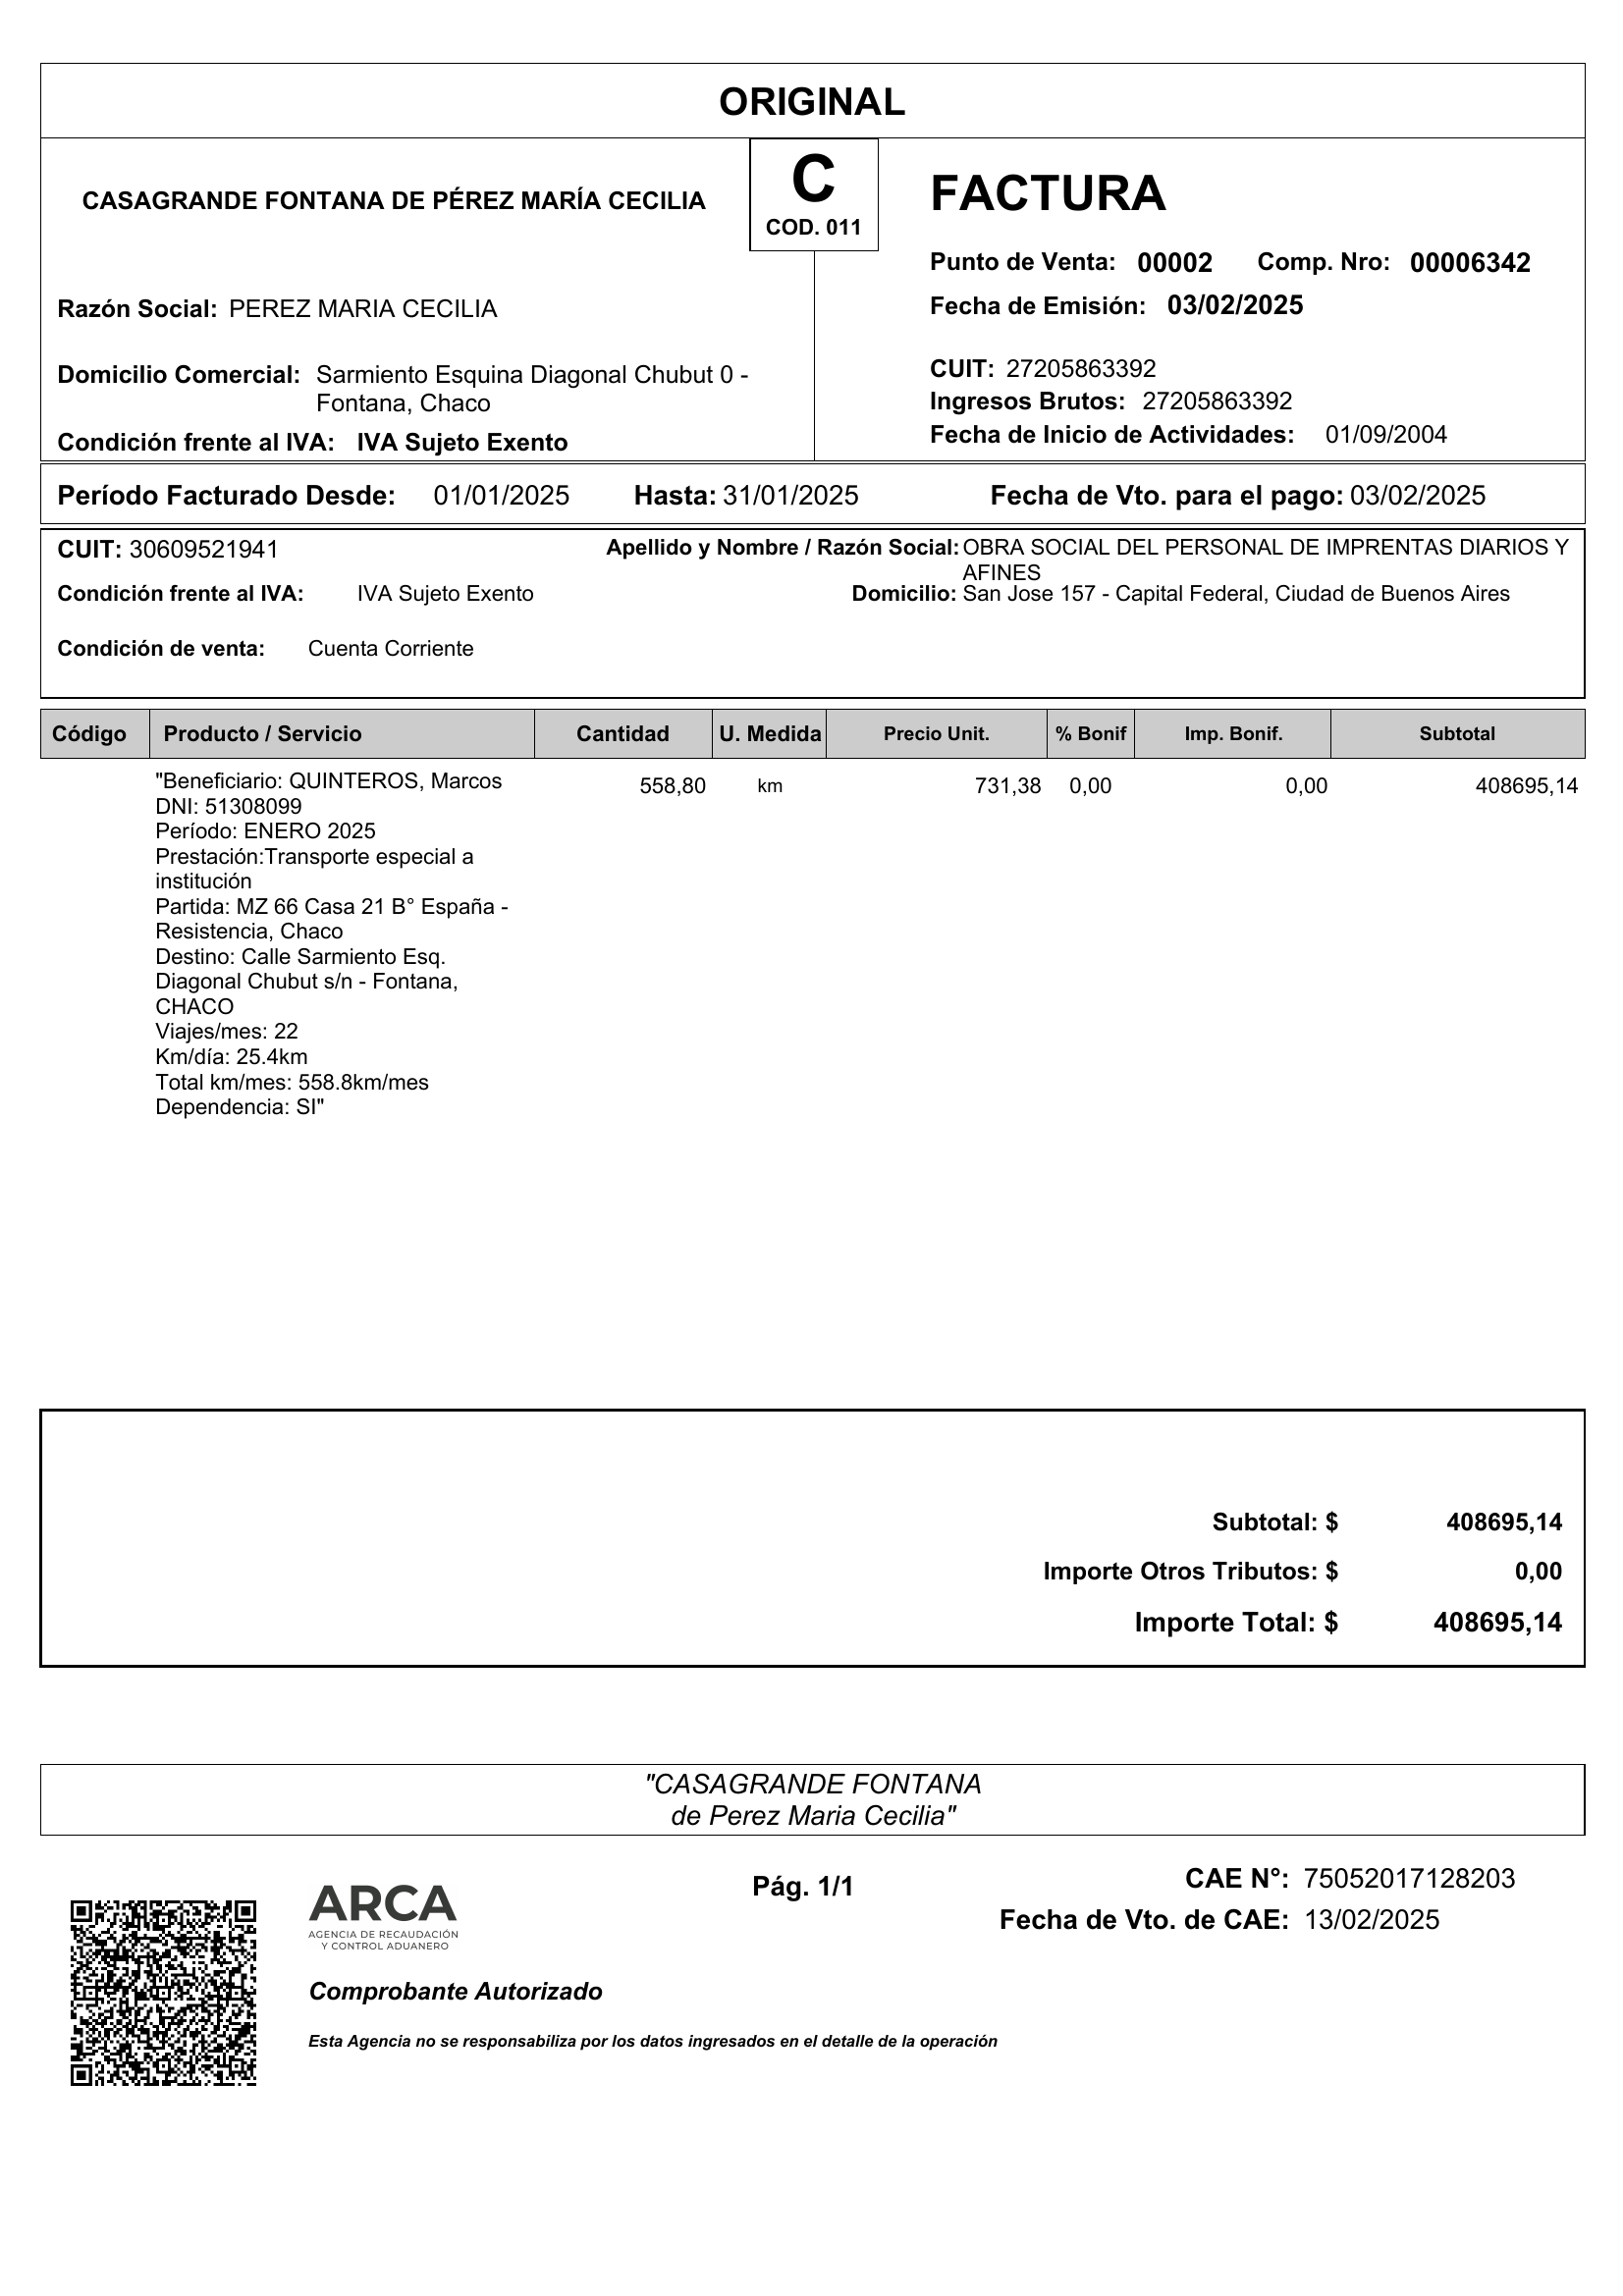 ORIGINAL
CASAGRANDE FONTANA DE PÉREZ MARÍA CECILIA
C
COD. 011
FACTURA
Punto de Venta: 00002 Comp. Nro: 00006342
Fecha de Emisión: 03/02/2025
Razón Social: PEREZ MARIA CECILIA
Domicilio Comercial: Sarmiento Esquina Diagonal Chubut 0 -
Fontana, Chaco
Condición frente al IVA: IVA Sujeto Exento
CUIT: 27205863392
Ingresos Brutos: 27205863392
Fecha de Inicio de Actividades: 01/09/2004
Período Facturado Desde: 01/01/2025 Hasta: 31/01/2025 Fecha de Vto. para el pago: 03/02/2025
CUIT: 30609521941 Apellido y Nombre / Razón Social: OBRA SOCIAL DEL PERSONAL DE IMPRENTAS DIARIOS Y
AFINES
Condición frente al IVA: IVA Sujeto Exento Domicilio: San Jose 157 - Capital Federal, Ciudad de Buenos Aires
Condición de venta: Cuenta Corriente
Código Producto / Servicio Cantidad U. Medida Precio Unit. % Bonif Imp. Bonif. Subtotal
"Beneficiario: QUINTEROS, Marcos 558,80 km 731,38 0,00 0,00 408695,14
DNI: 51308099
Período: ENERO 2025
Prestación:Transporte especial a
institución
Partida: MZ 66 Casa 21 B° España -
Resistencia, Chaco
Destino: Calle Sarmiento Esq.
Diagonal Chubut s/n - Fontana,
CHACO
Viajes/mes: 22
Km/día: 25.4km
Total km/mes: 558.8km/mes
Dependencia: SI"
Subtotal: $ 408695,14
Importe Otros Tributos: $ 0,00
Importe Total: $ 408695,14
"CASAGRANDE FONTANA
de Perez Maria Cecilia"
ARCA
AGENCIA DE RECAUDACIÓN
Y CONTROL ADUANERO
Pág. 1/1
CAE N°: 75052017128203
Fecha de Vto. de CAE: 13/02/2025
Comprobante Autorizado
Esta Agencia no se responsabiliza por los datos ingresados en el detalle de la operación